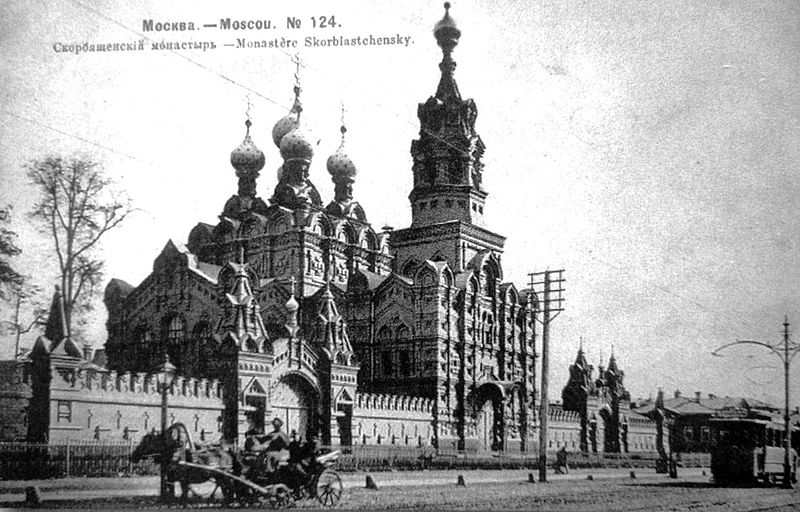 Москва. — Moscou. № 124.
Скорбященскій монастырь — Monastère Skorbiastchensky.